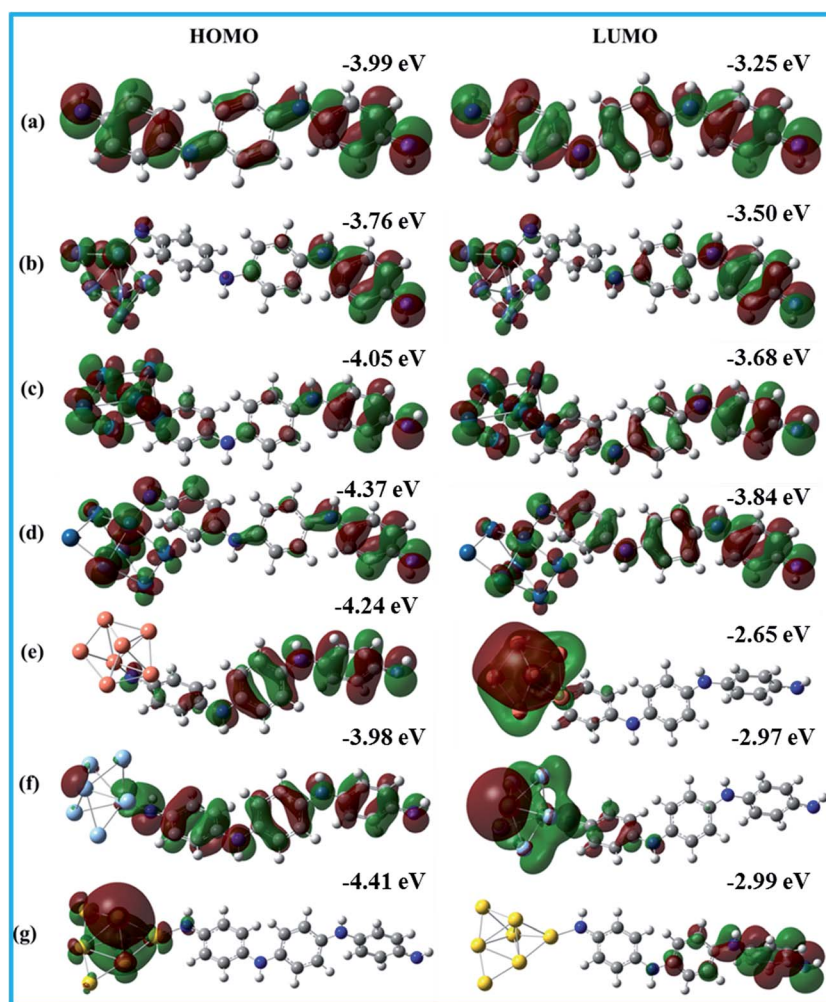 HOMO LUMO
(a) -3.99 eV -3.25 eV
(b) -3.76 eV -3.50 eV
(c) -4.05 eV -3.68 eV
(d) -4.37 eV -3.84 eV
(e) -4.24 eV -2.65 eV
(f) -3.98 eV -2.97 eV
(g) -4.41 eV -2.99 eV